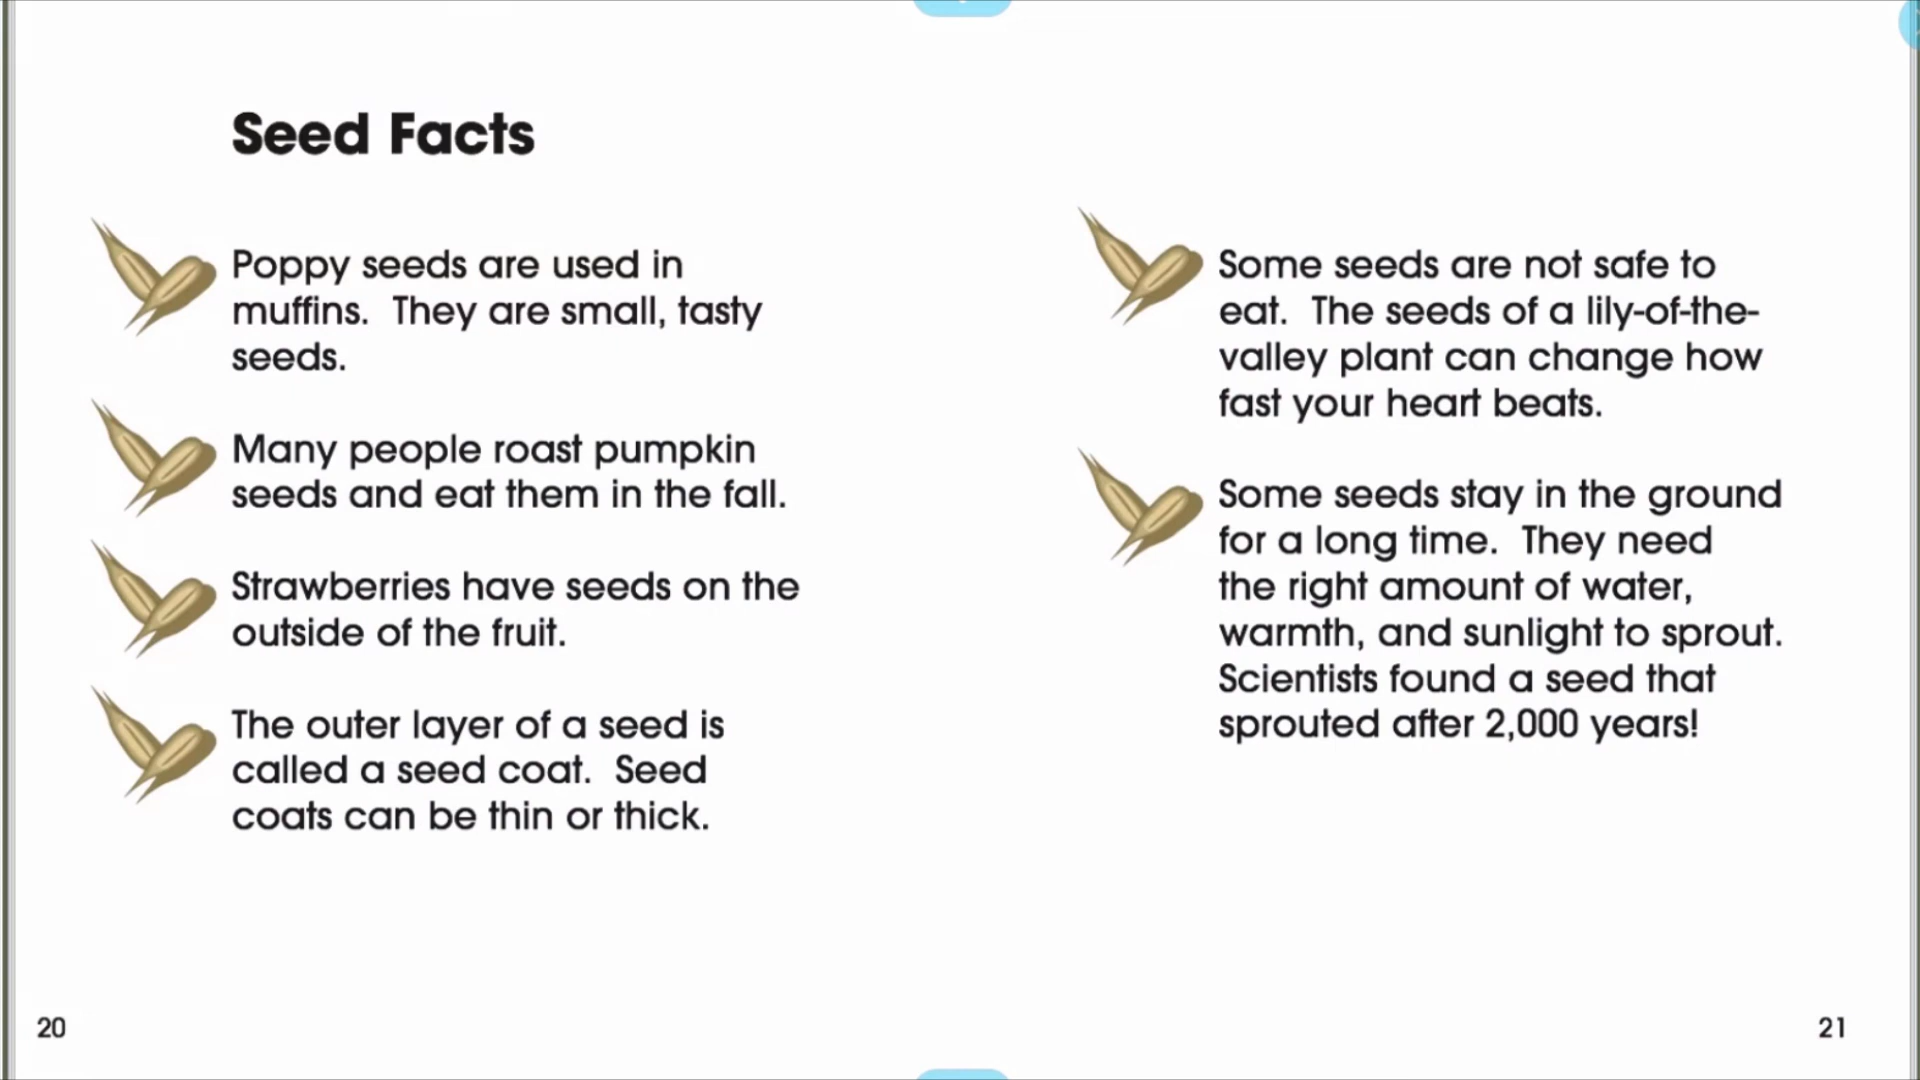 Seed Facts
Poppy seeds are used in
muffins.  They are small, tasty
seeds.
Many people roast pumpkin
seeds and eat them in the fall.
Strawberries have seeds on the
outside of the fruit.
The outer layer of a seed is
called a seed coat.  Seed
coats can be thin or thick.
20
Some seeds are not safe to
eat.  The seeds of a lily-of-the-
valley plant can change how
fast your heart beats.
Some seeds stay in the ground
for a long time.  They need
the right amount of water,
warmth, and sunlight to sprout.
Scientists found a seed that
sprouted after 2,000 years!
21